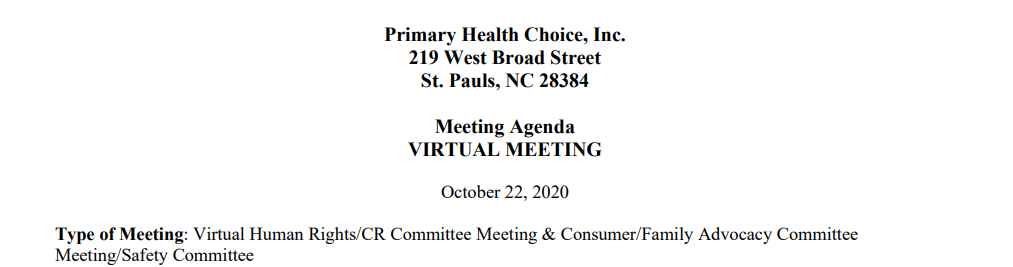 Primary Health Choice, Inc.
219 West Broad Street
St. Pauls, NC 28384
Meeting Agenda
VIRTUAL MEETING
October 22, 2020
Type of Meeting: Virtual Human Rights/CR Committee Meeting & Consumer/Family Advocacy Committee
Meeting/Safety Committee